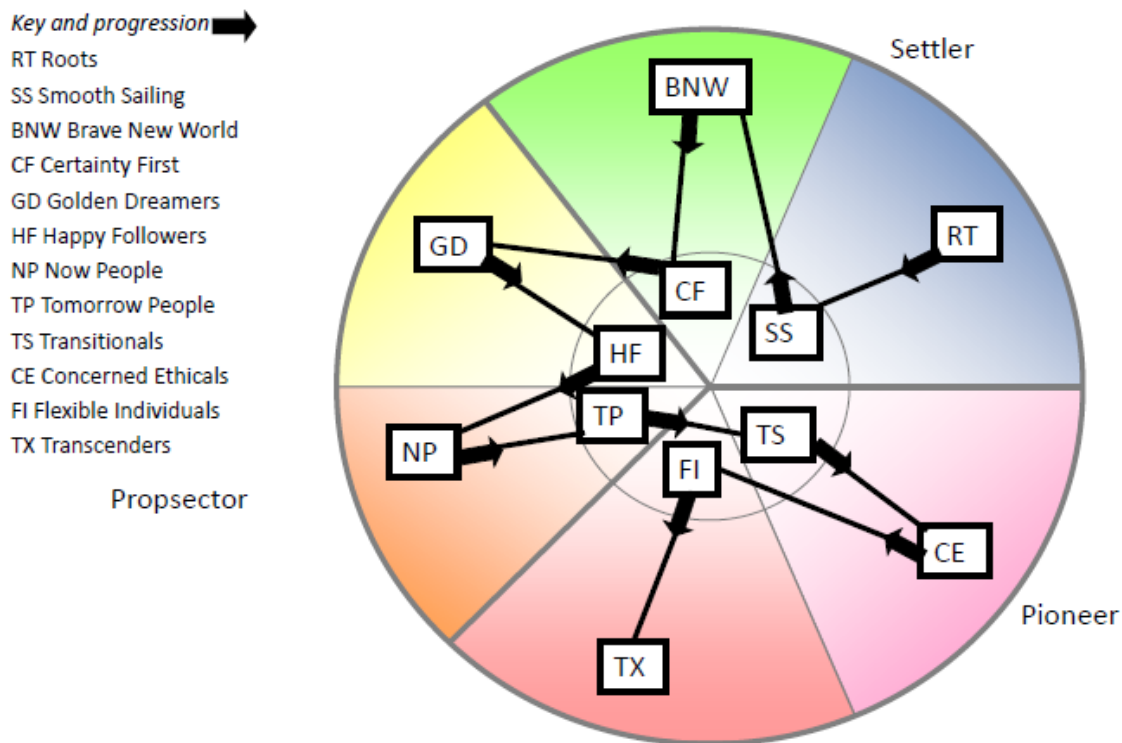 Key and progression
RT Roots
SS Smooth Sailing
BNW Brave New World
CF Certainty First
GD Golden Dreamers
HF Happy Followers
NP Now People
TP Tomorrow People
TS Transitionals
CE Concerned Ethicals
FI Flexible Individuals
TX Transcenders
Propsector
Settler
BNW
RT
GD
CF
SS
HF
TP
TS
NP
FI
CE
Pioneer
TX